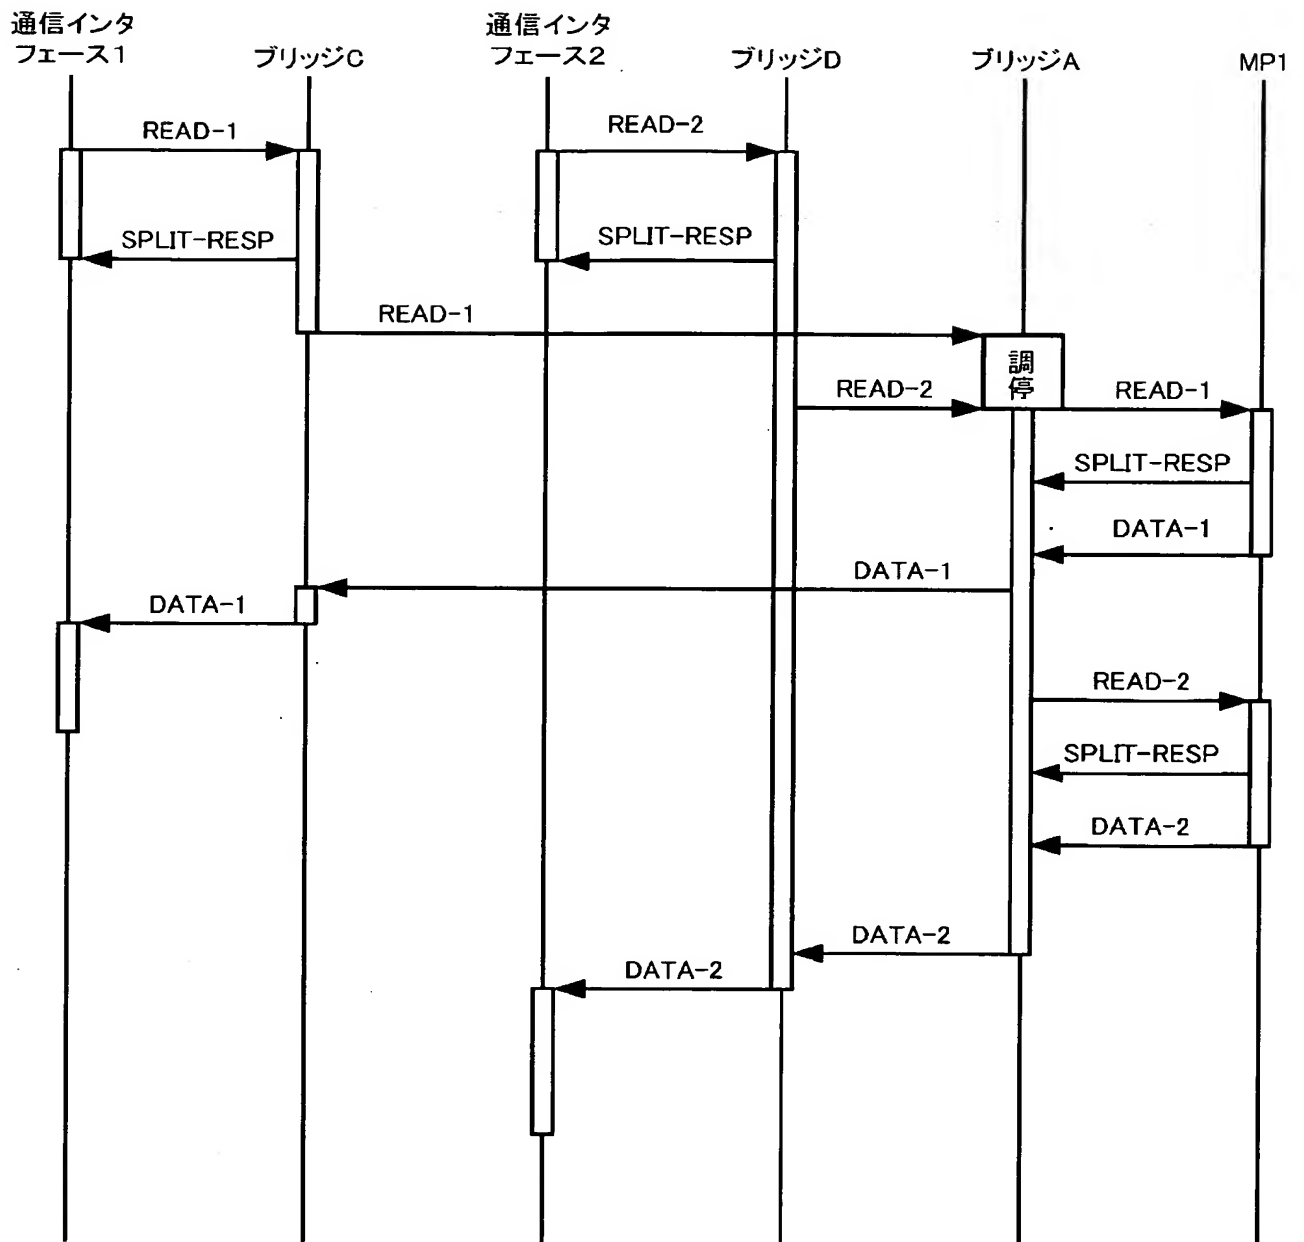 通信インタ
フェース1
ブリッジC
通信インタ
フェース2
ブリッジD
ブリッジA
MP1
READ-1
READ-2
SPLIT-RESP
SPLIT-RESP
READ-1
調
停
READ-2
READ-1
SPLIT-RESP
DATA-1
DATA-1
DATA-1
READ-2
SPLIT-RESP
DATA-2
DATA-2
DATA-2